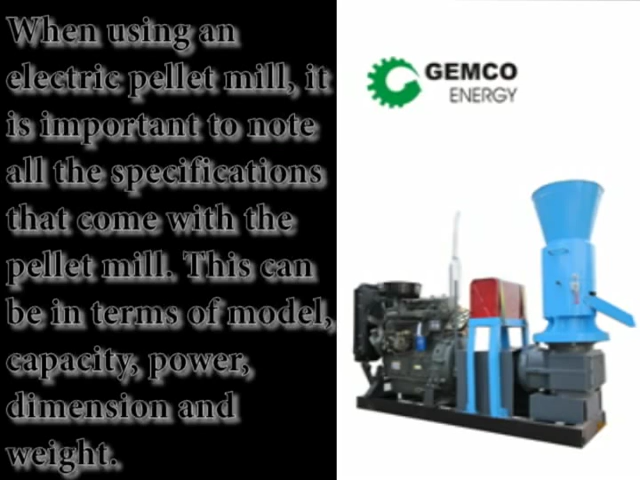 When using an
electric pellet mill, it
is important to note
all the specifications
that come with the
pellet mill. This can
be in terms of model,
capacity, power,
dimension and
weight.
GEMCO
ENERGY